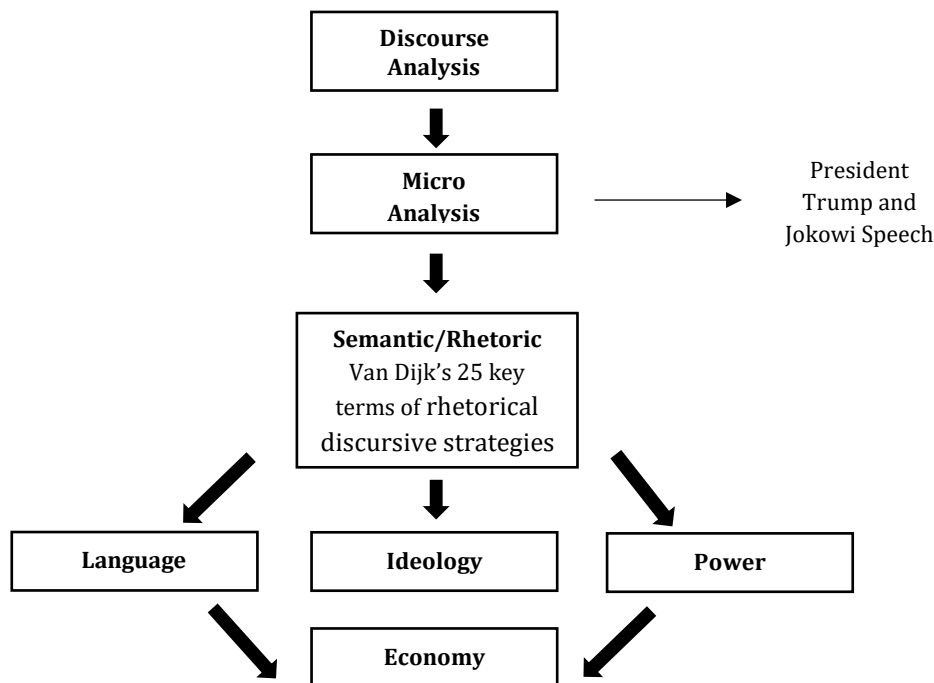 Discourse
Analysis
Micro
Analysis
President
Trump and
Jokowi Speech
Semantic/Rhetoric
Van Dijk’s 25 key
terms of rhetorical
discursive strategies
Language
Ideology
Power
Economy